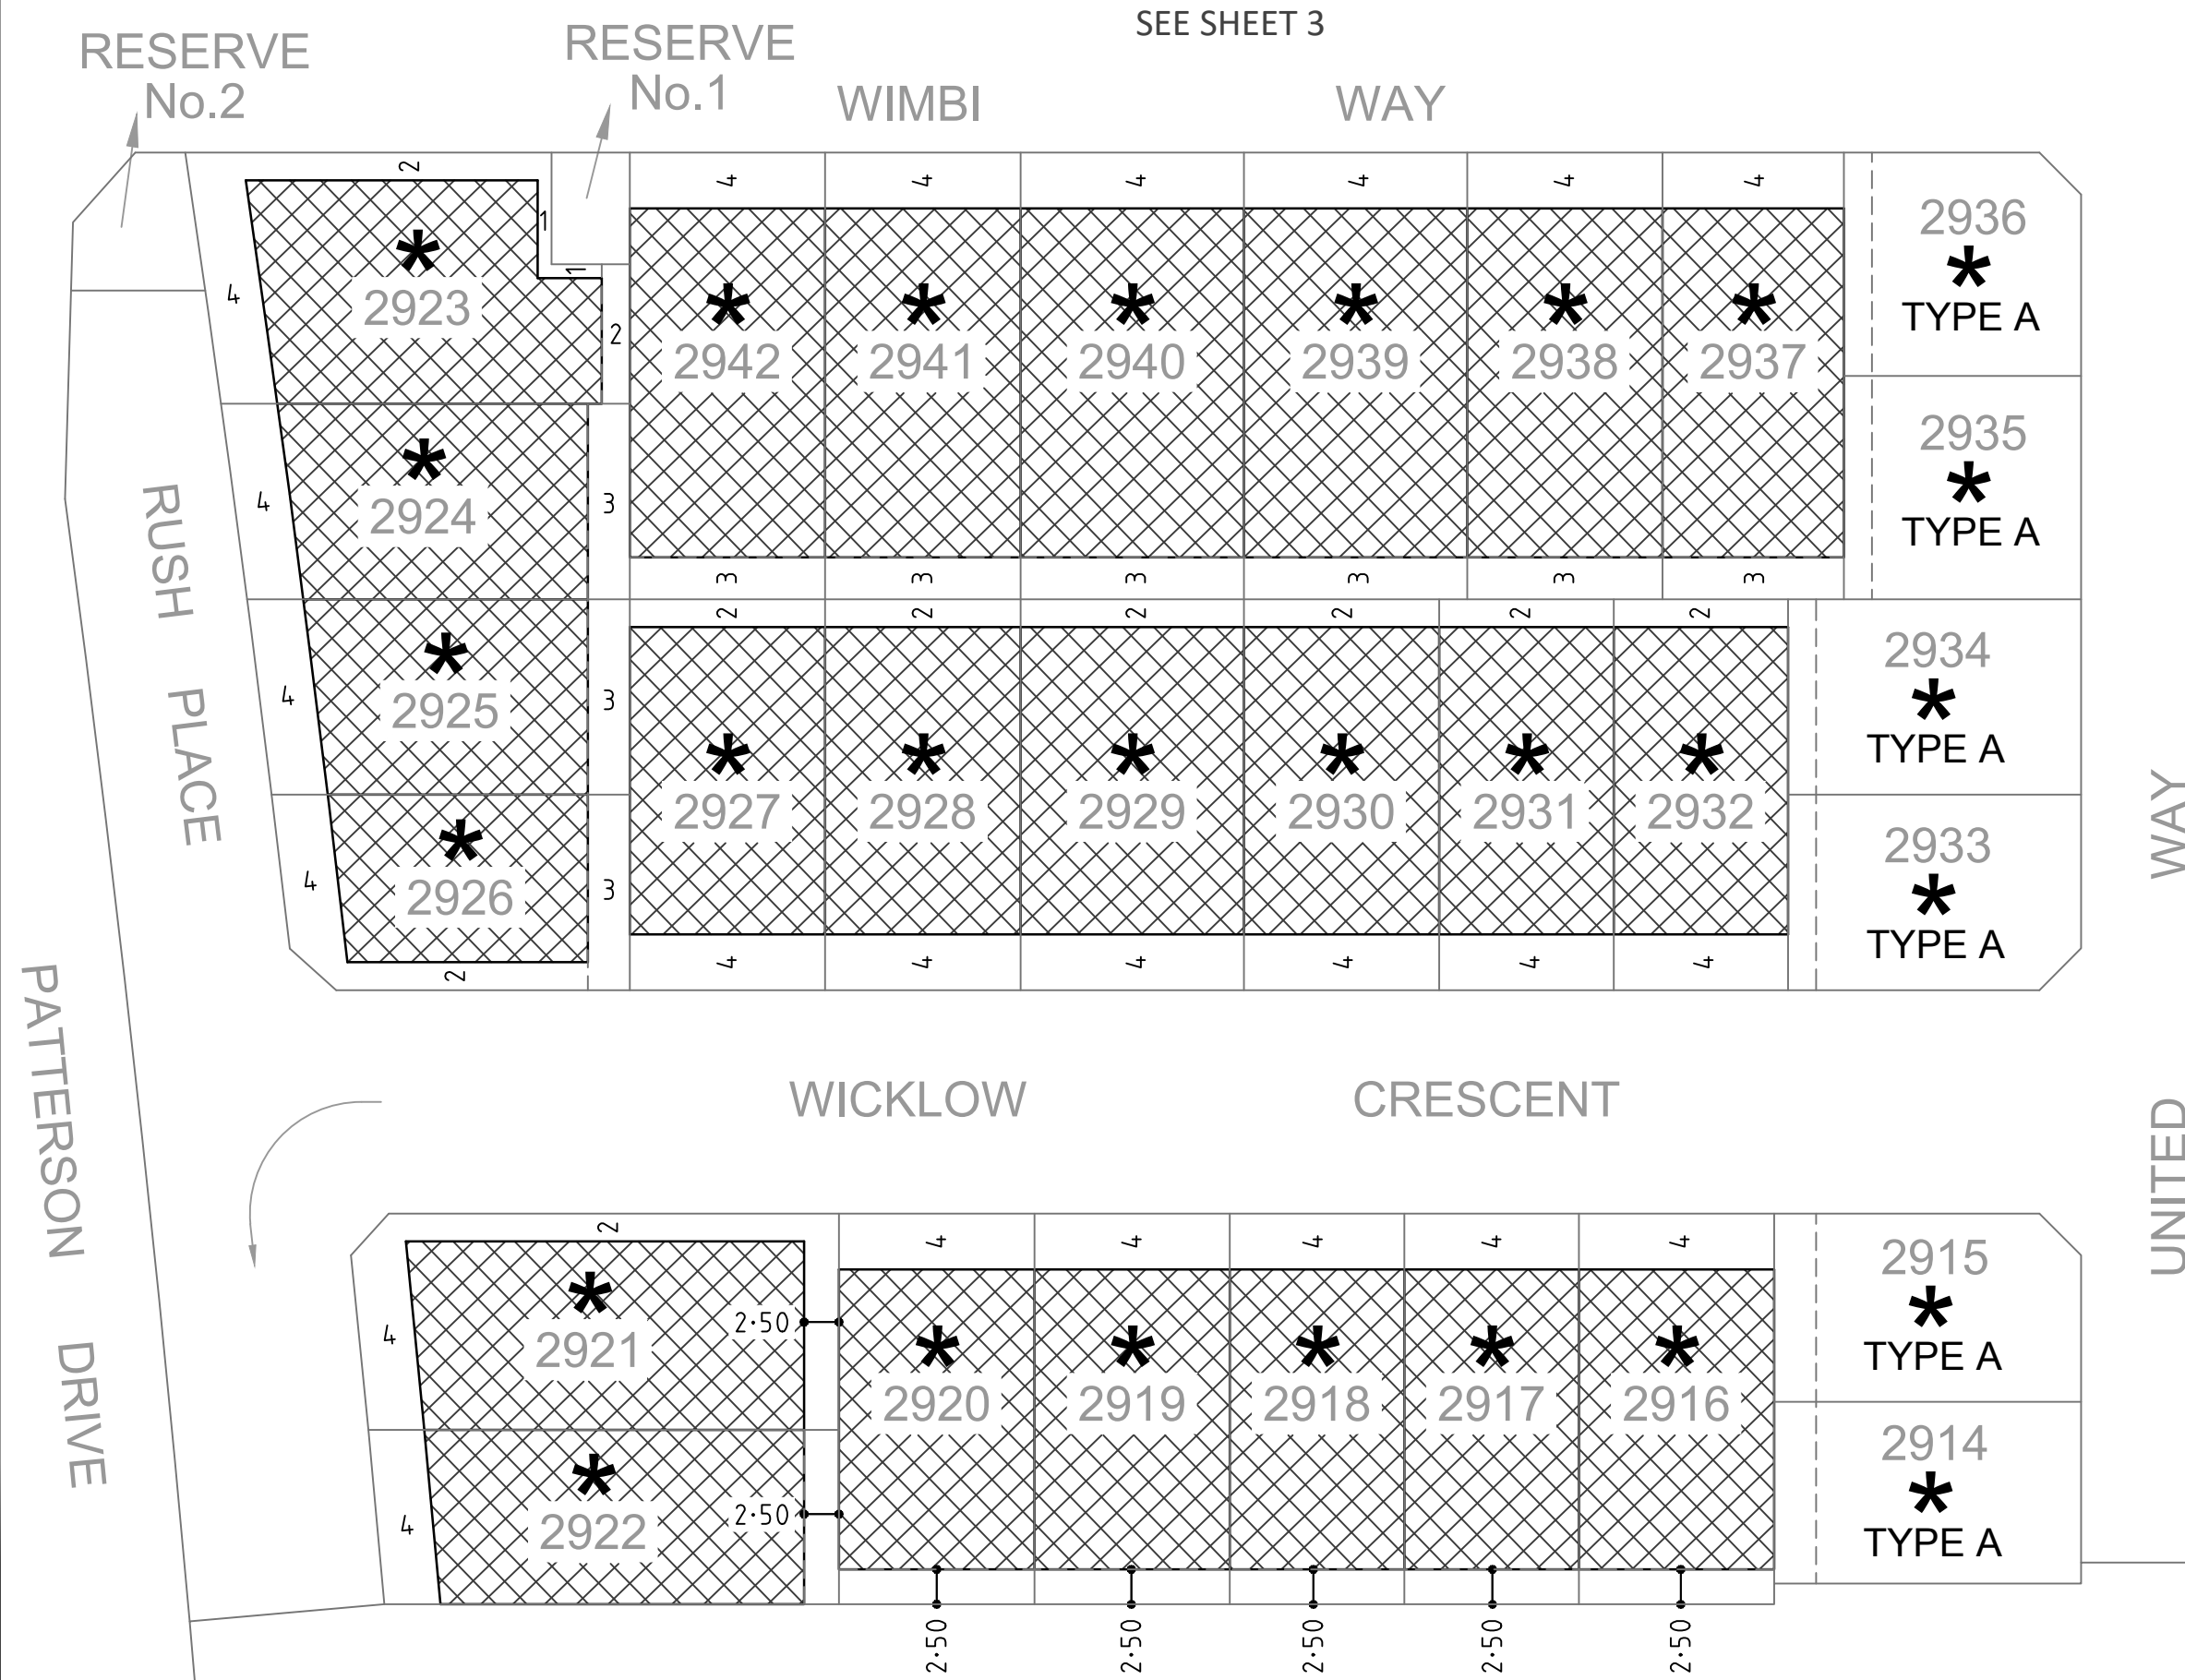 SEE SHEET 3
RESERVE
No.2
RESERVE
No.1
WIMBI WAY
2
4 4 4 4 4 4
1
1
4
2
* 2923
* 2942
* 2941
* 2940
* 2939
* 2938
* 2937
2936
*
TYPE A
2935
*
TYPE A
4
* 2924
3
3 3 3 3 3 3
RUSH PLACE
2 2 2 2 2 2
4
* 2925
3
* 2927
* 2928
* 2929
* 2930
* 2931
* 2932
2934
*
TYPE A
2933
*
TYPE A
4
* 2926
3
2
4 4 4 4 4 4
PATTERSON DRIVE
WICKLOW CRESCENT
UNITED WAY
2
4 4 4 4 4
4
* 2921
2·50
* 2920
* 2919
* 2918
* 2917
* 2916
2915
*
TYPE A
4
* 2922
2·50
2914
*
TYPE A
2·50 2·50 2·50 2·50 2·50